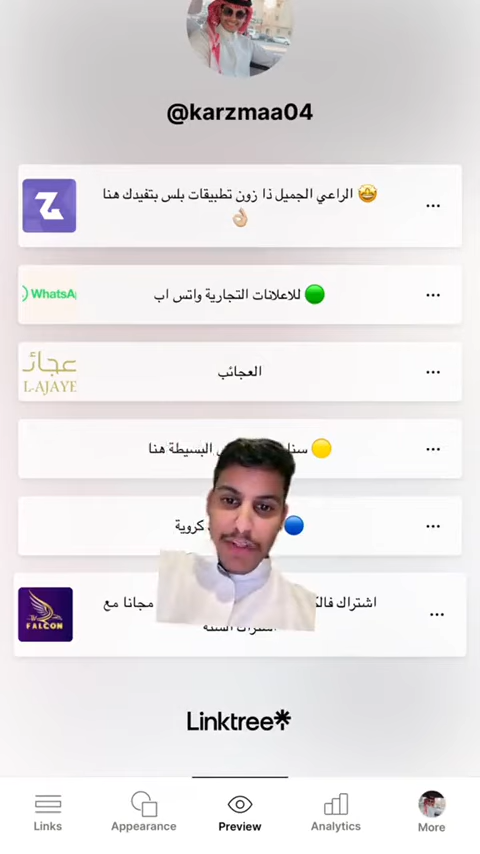 @karzmaa04
🤩 الراعي الجميل ذا زون تطبيقات بلس بتفيدك هنا
👌🏼
🟢 للاعلانات التجارية واتس اب
WhatsA
عجائ
L-AJAYE
العجائب
🟡 البسيطة هنا
🔵 كروية
FALCON
اشتراك مجانا مع
Linktree
Links
Appearance
Preview
Analytics
More